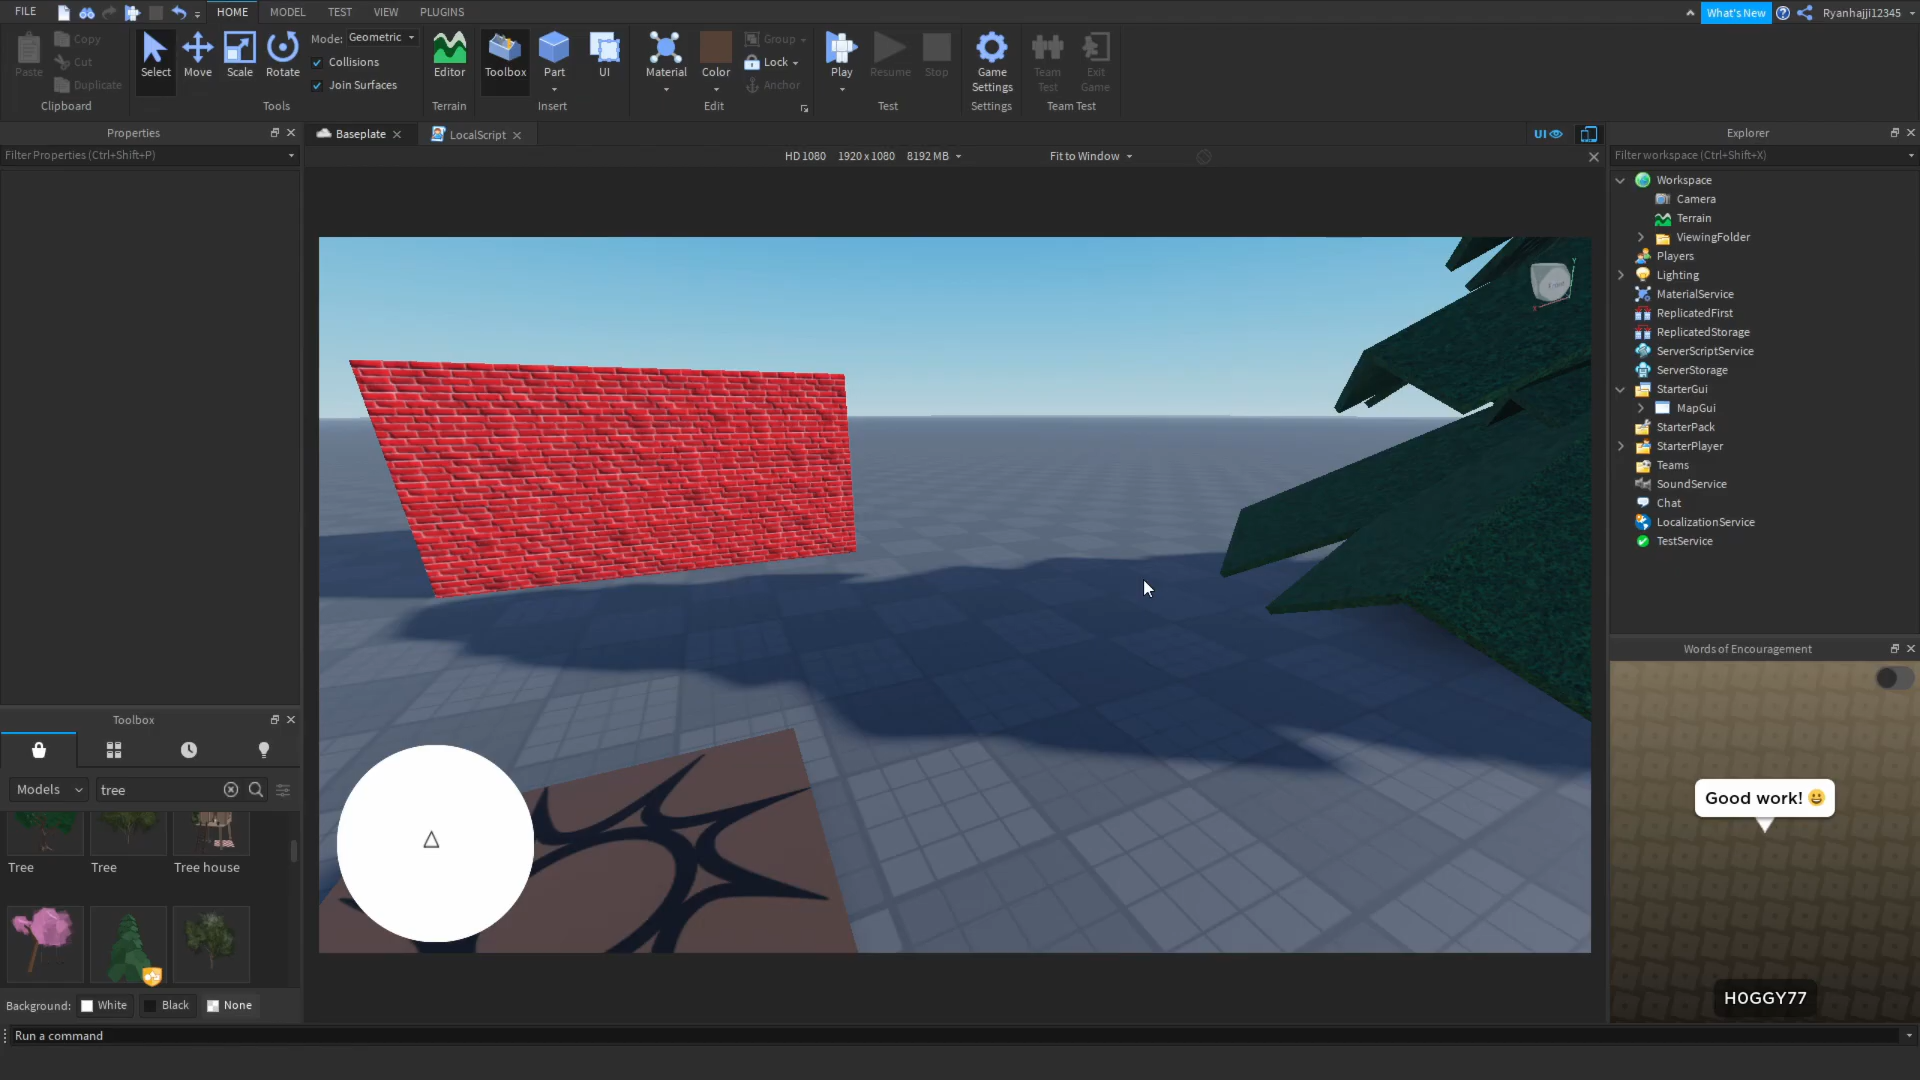 FILE
HOME
MODEL
TEST
VIEW
PLUGINS
What's New
Ryanhajji12345
Paste
Copy
Cut
Duplicate
Clipboard
Select
Move
Scale
Rotate
Mode: Geometric
Collisions
Join Surfaces
Tools
Editor
Terrain
Toolbox
Part
UI
Insert
Material
Color
Group
Lock
Anchor
Edit
Play
Resume
Stop
Test
Game
Settings
Settings
Team
Test
Exit
Game
Team Test
Properties
Filter Properties (Ctrl+Shift+P)
Baseplate
LocalScript
UI
HD 1080 1920 x 1080 8192 MB
Fit to Window
Explorer
Filter workspace (Ctrl+Shift+X)
Workspace
Camera
Terrain
ViewingFolder
Players
Lighting
MaterialService
ReplicatedFirst
ReplicatedStorage
ServerScriptService
ServerStorage
StarterGui
MapGui
StarterPack
StarterPlayer
Teams
SoundService
Chat
LocalizationService
TestService
Words of Encouragement
Good work! 😀
H0GGY77
Toolbox
Models
tree
Tree
Tree
Tree house
Background:
White
Black
None
Run a command